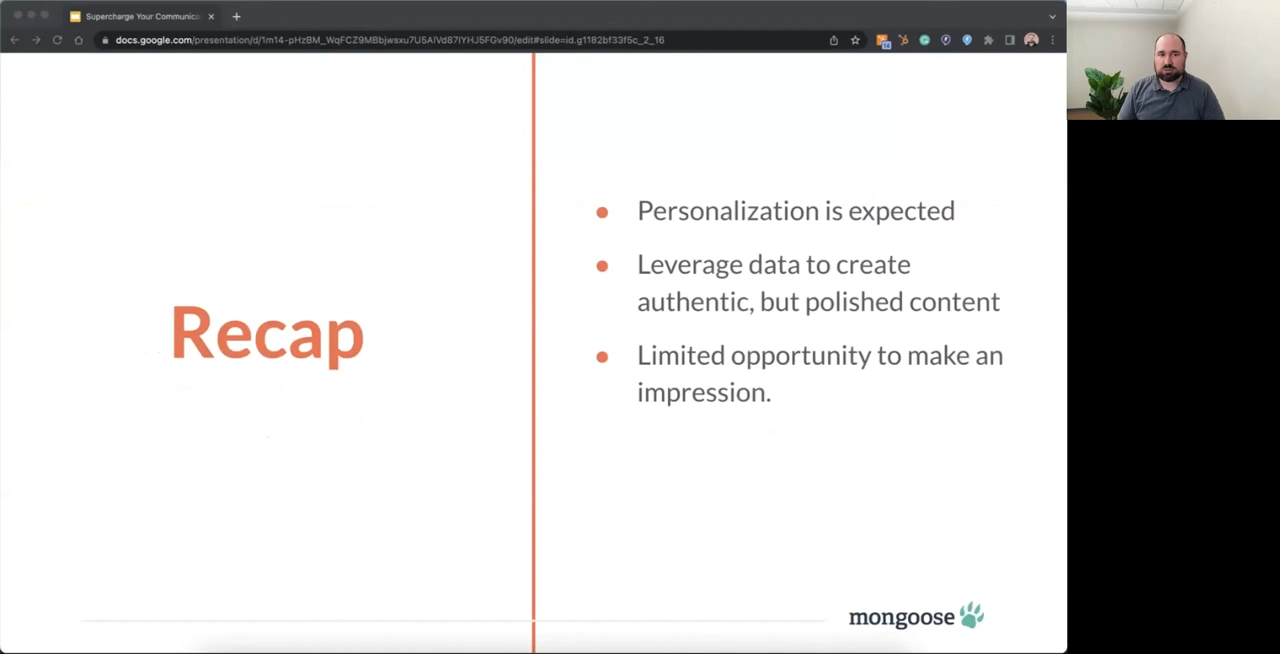 Supercharge Your Communica
docs.google.com/presentation/d/1m14-pHzBM_WqFCZ9MBbjwsxu7U5AlVd87IYHJ5FGv90/edit#slide=id.g1182bf33f5c_2_16
Recap
Personalization is expected
Leverage data to create
authentic, but polished content
Limited opportunity to make an
impression.
mongoose